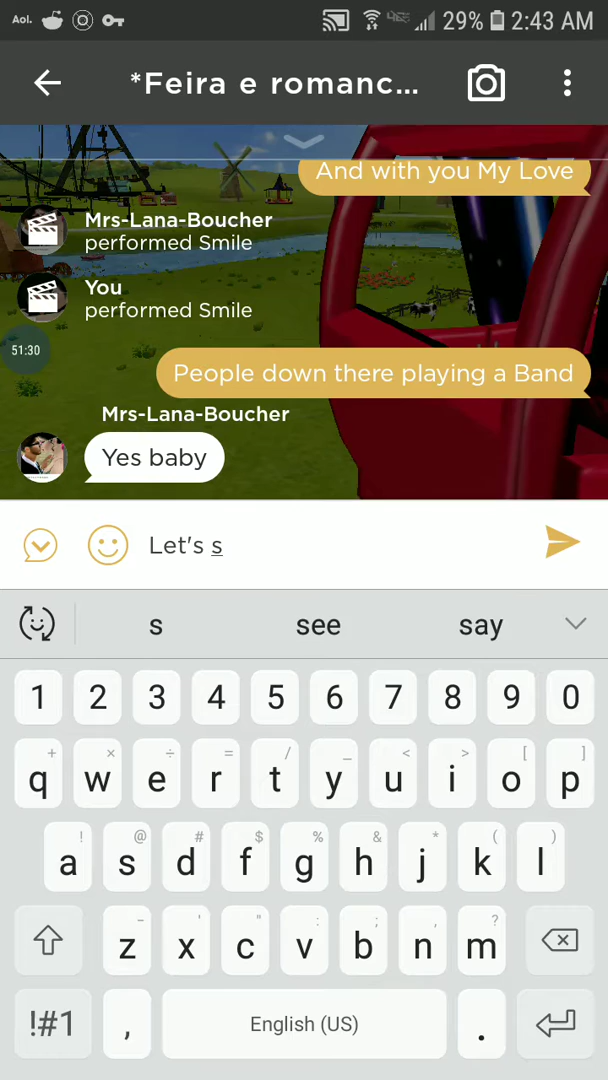 Aol. 29% 2:43 AM
*Feira e romanc...
And with you My Love
Mrs-Lana-Boucher
performed Smile
You
performed Smile
51:30
People down there playing a Band
Mrs-Lana-Boucher
Yes baby
Let's s
s see say
1 2 3 4 5 6 7 8 9 0
+ × ÷ = / _ < > [ ]
q w e r t y u i o p
! @ # $ % & * ( )
a s d f g h j k l
- ' " : ; , ?
z x c v b n m
!#1 , English (US) .